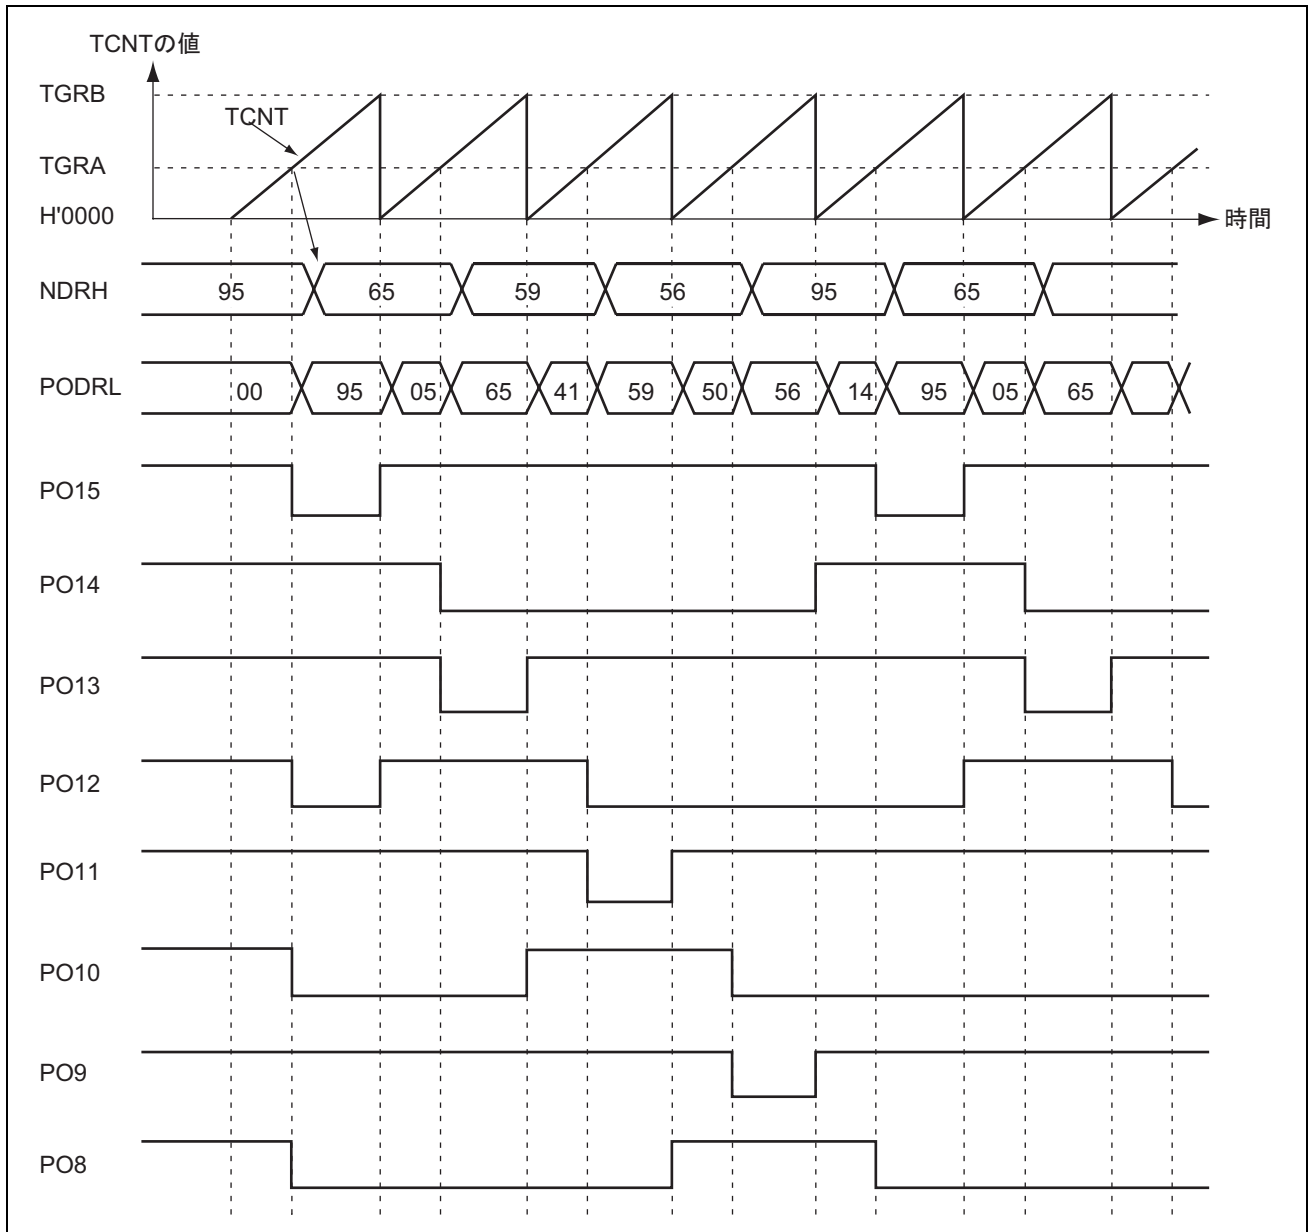 TCNTの値
TGRB
TCNT
TGRA
H'0000
時間
NDRH 95 65 59 56 95 65
PODRL 00 95 05 65 41 59 50 56 14 95 05 65
PO15
PO14
PO13
PO12
PO11
PO10
PO9
PO8